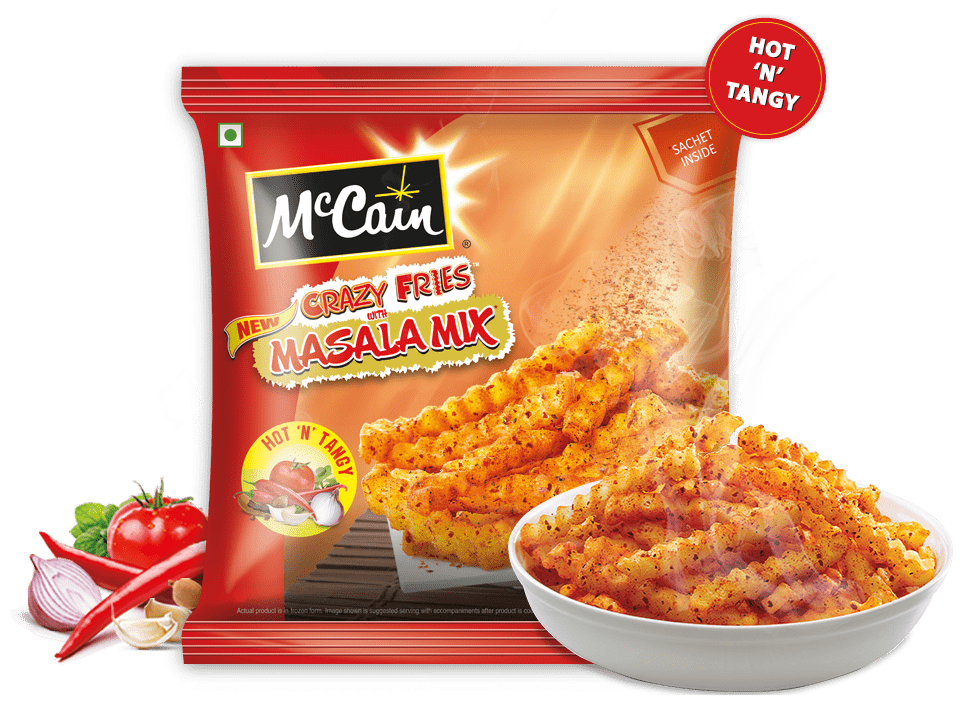 HOT
‘N’
TANGY
*SACHET
INSIDE
McCain
®
NEW
CRAZY FRIES™
WITH
MASALA MIX*
HOT 'N' TANGY
Actual product is in frozen form. Image shown is suggested serving with accompaniments after product is